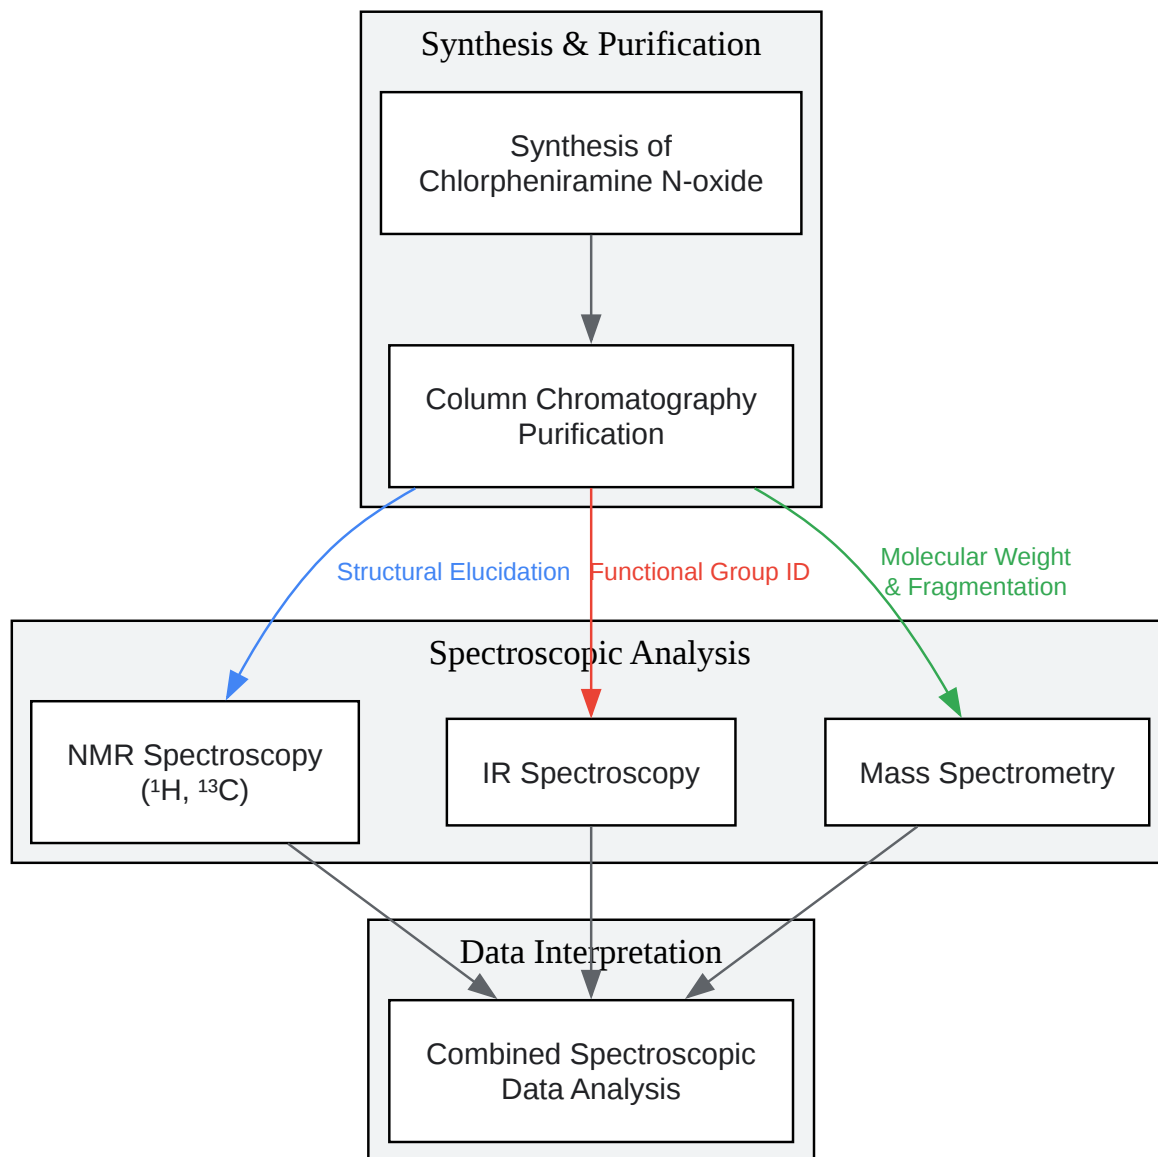 Synthesis & Purification
Synthesis of
Chlorpheniramine N-oxide
Column Chromatography
Purification
Structural Elucidation
Functional Group ID
Molecular Weight
& Fragmentation
Spectroscopic Analysis
NMR Spectroscopy
(¹H, ¹³C)
IR Spectroscopy
Mass Spectrometry
Data Interpretation
Combined Spectroscopic
Data Analysis